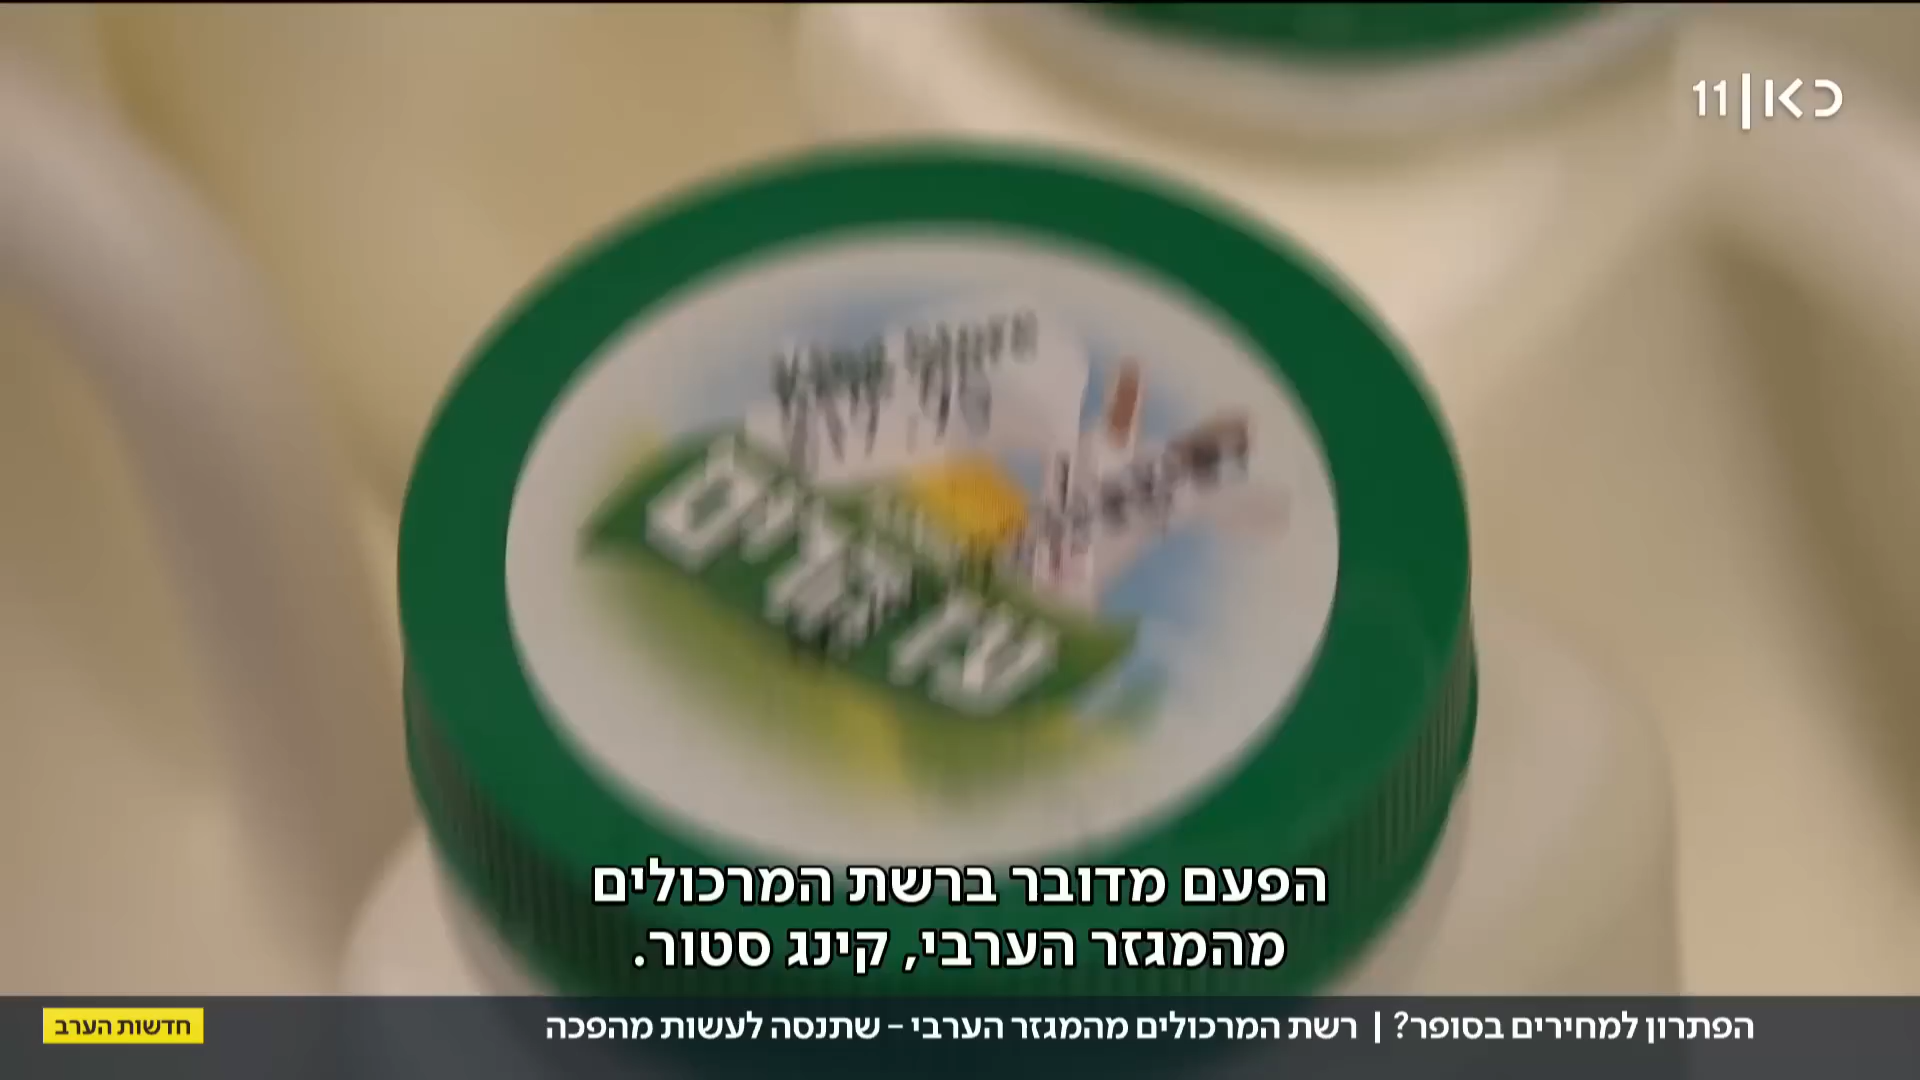 כאן|11
הפעם מדובר ברשת המרכולים
מהמגזר הערבי, קינג סטור.
הפתרון למחירים בסופר? | רשת המרכולים מהמגזר הערבי – שתנסה לעשות מהפכה
חדשות הערב